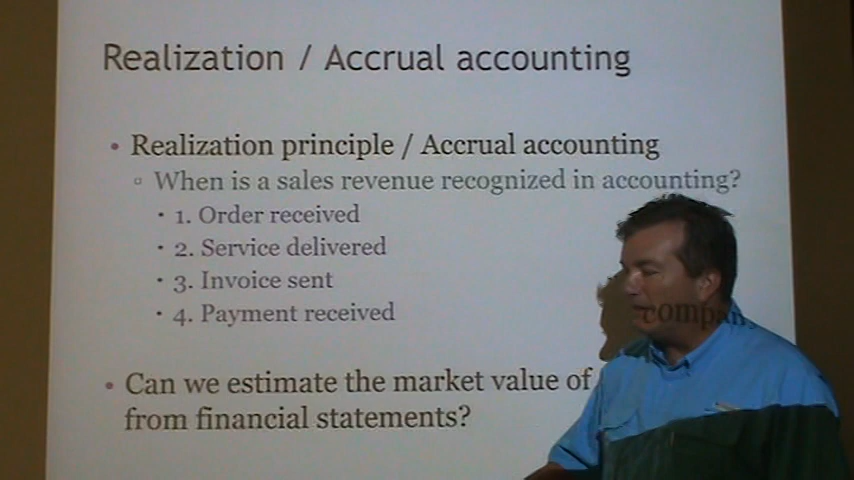 Realization / Accrual accounting
• Realization principle / Accrual accounting
▫ When is a sales revenue recognized in accounting?
• 1. Order received
• 2. Service delivered
• 3. Invoice sent
• 4. Payment received
• Can we estimate the market value of compan
from financial statements?